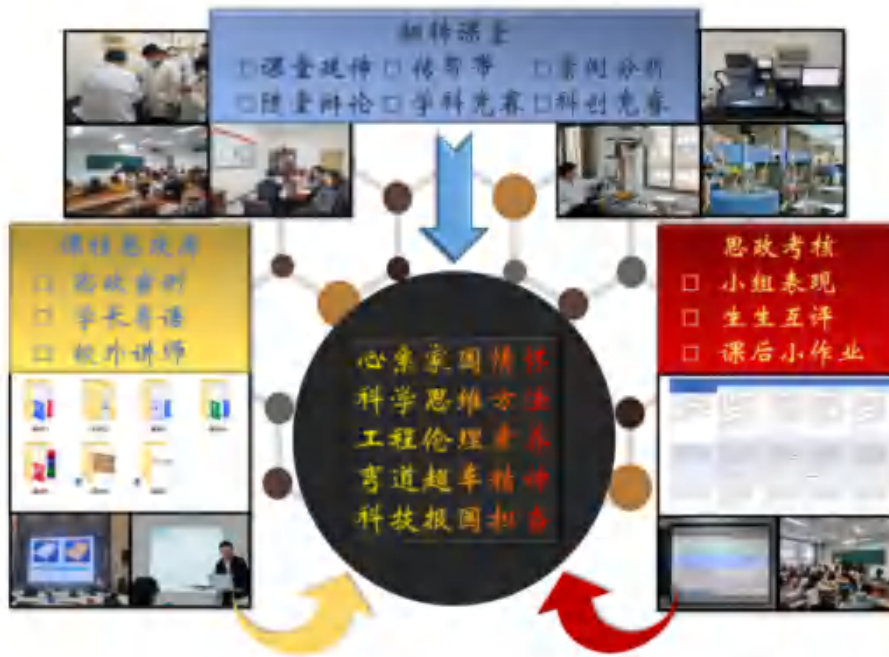 翻转课堂
□课堂延伸 □传帮带 □案例分析
□随堂辩论 □学科竞赛 □科创竞赛
课程思政库
□ 思政案例
□ 学长寄语
□ 校外讲师
思政考核
□ 小组表现
□ 生生互评
□ 课后小作业
心系家国情怀
科学思维方法
工程伦理素养
弯道超车精神
科技报国担当